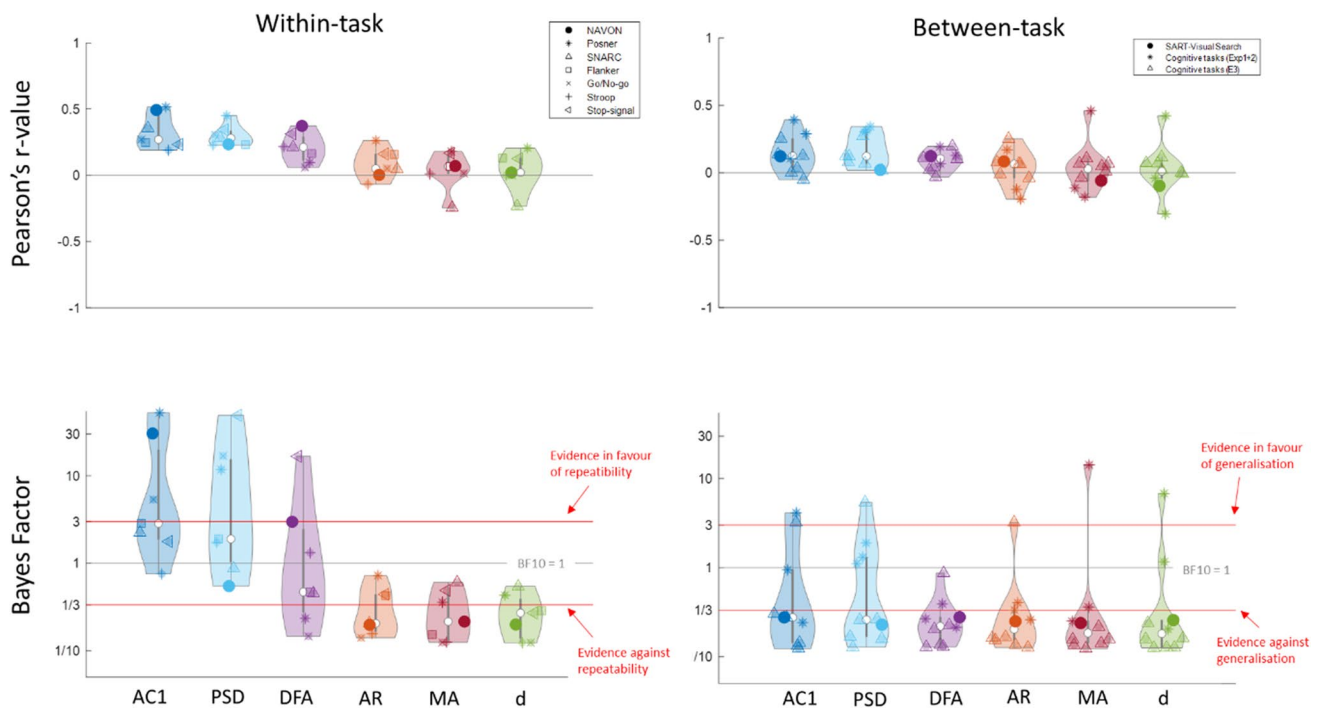 Within-task
Between-task
1
0.5
0
-0.5
-1
Pearson's r-value
NAVON
Posner
SNARC
Flanker
Go/No-go
Stroop
Stop-signal
1
0.5
0
-0.5
-1
SART-Visual Search
Cognitive tasks (Exp1+2)
Cognitive tasks (E3)
30
10
3
1
1/3
1/10
Bayes Factor
Evidence in favour
of repeatibility
BF10 = 1
Evidence against
repeatability
AC1 PSD DFA AR MA d
30
10
3
1
1/3
/10
Evidence in favour of
generalisation
BF10 = 1
Evidence against
generalisation
AC1 PSD DFA AR MA d